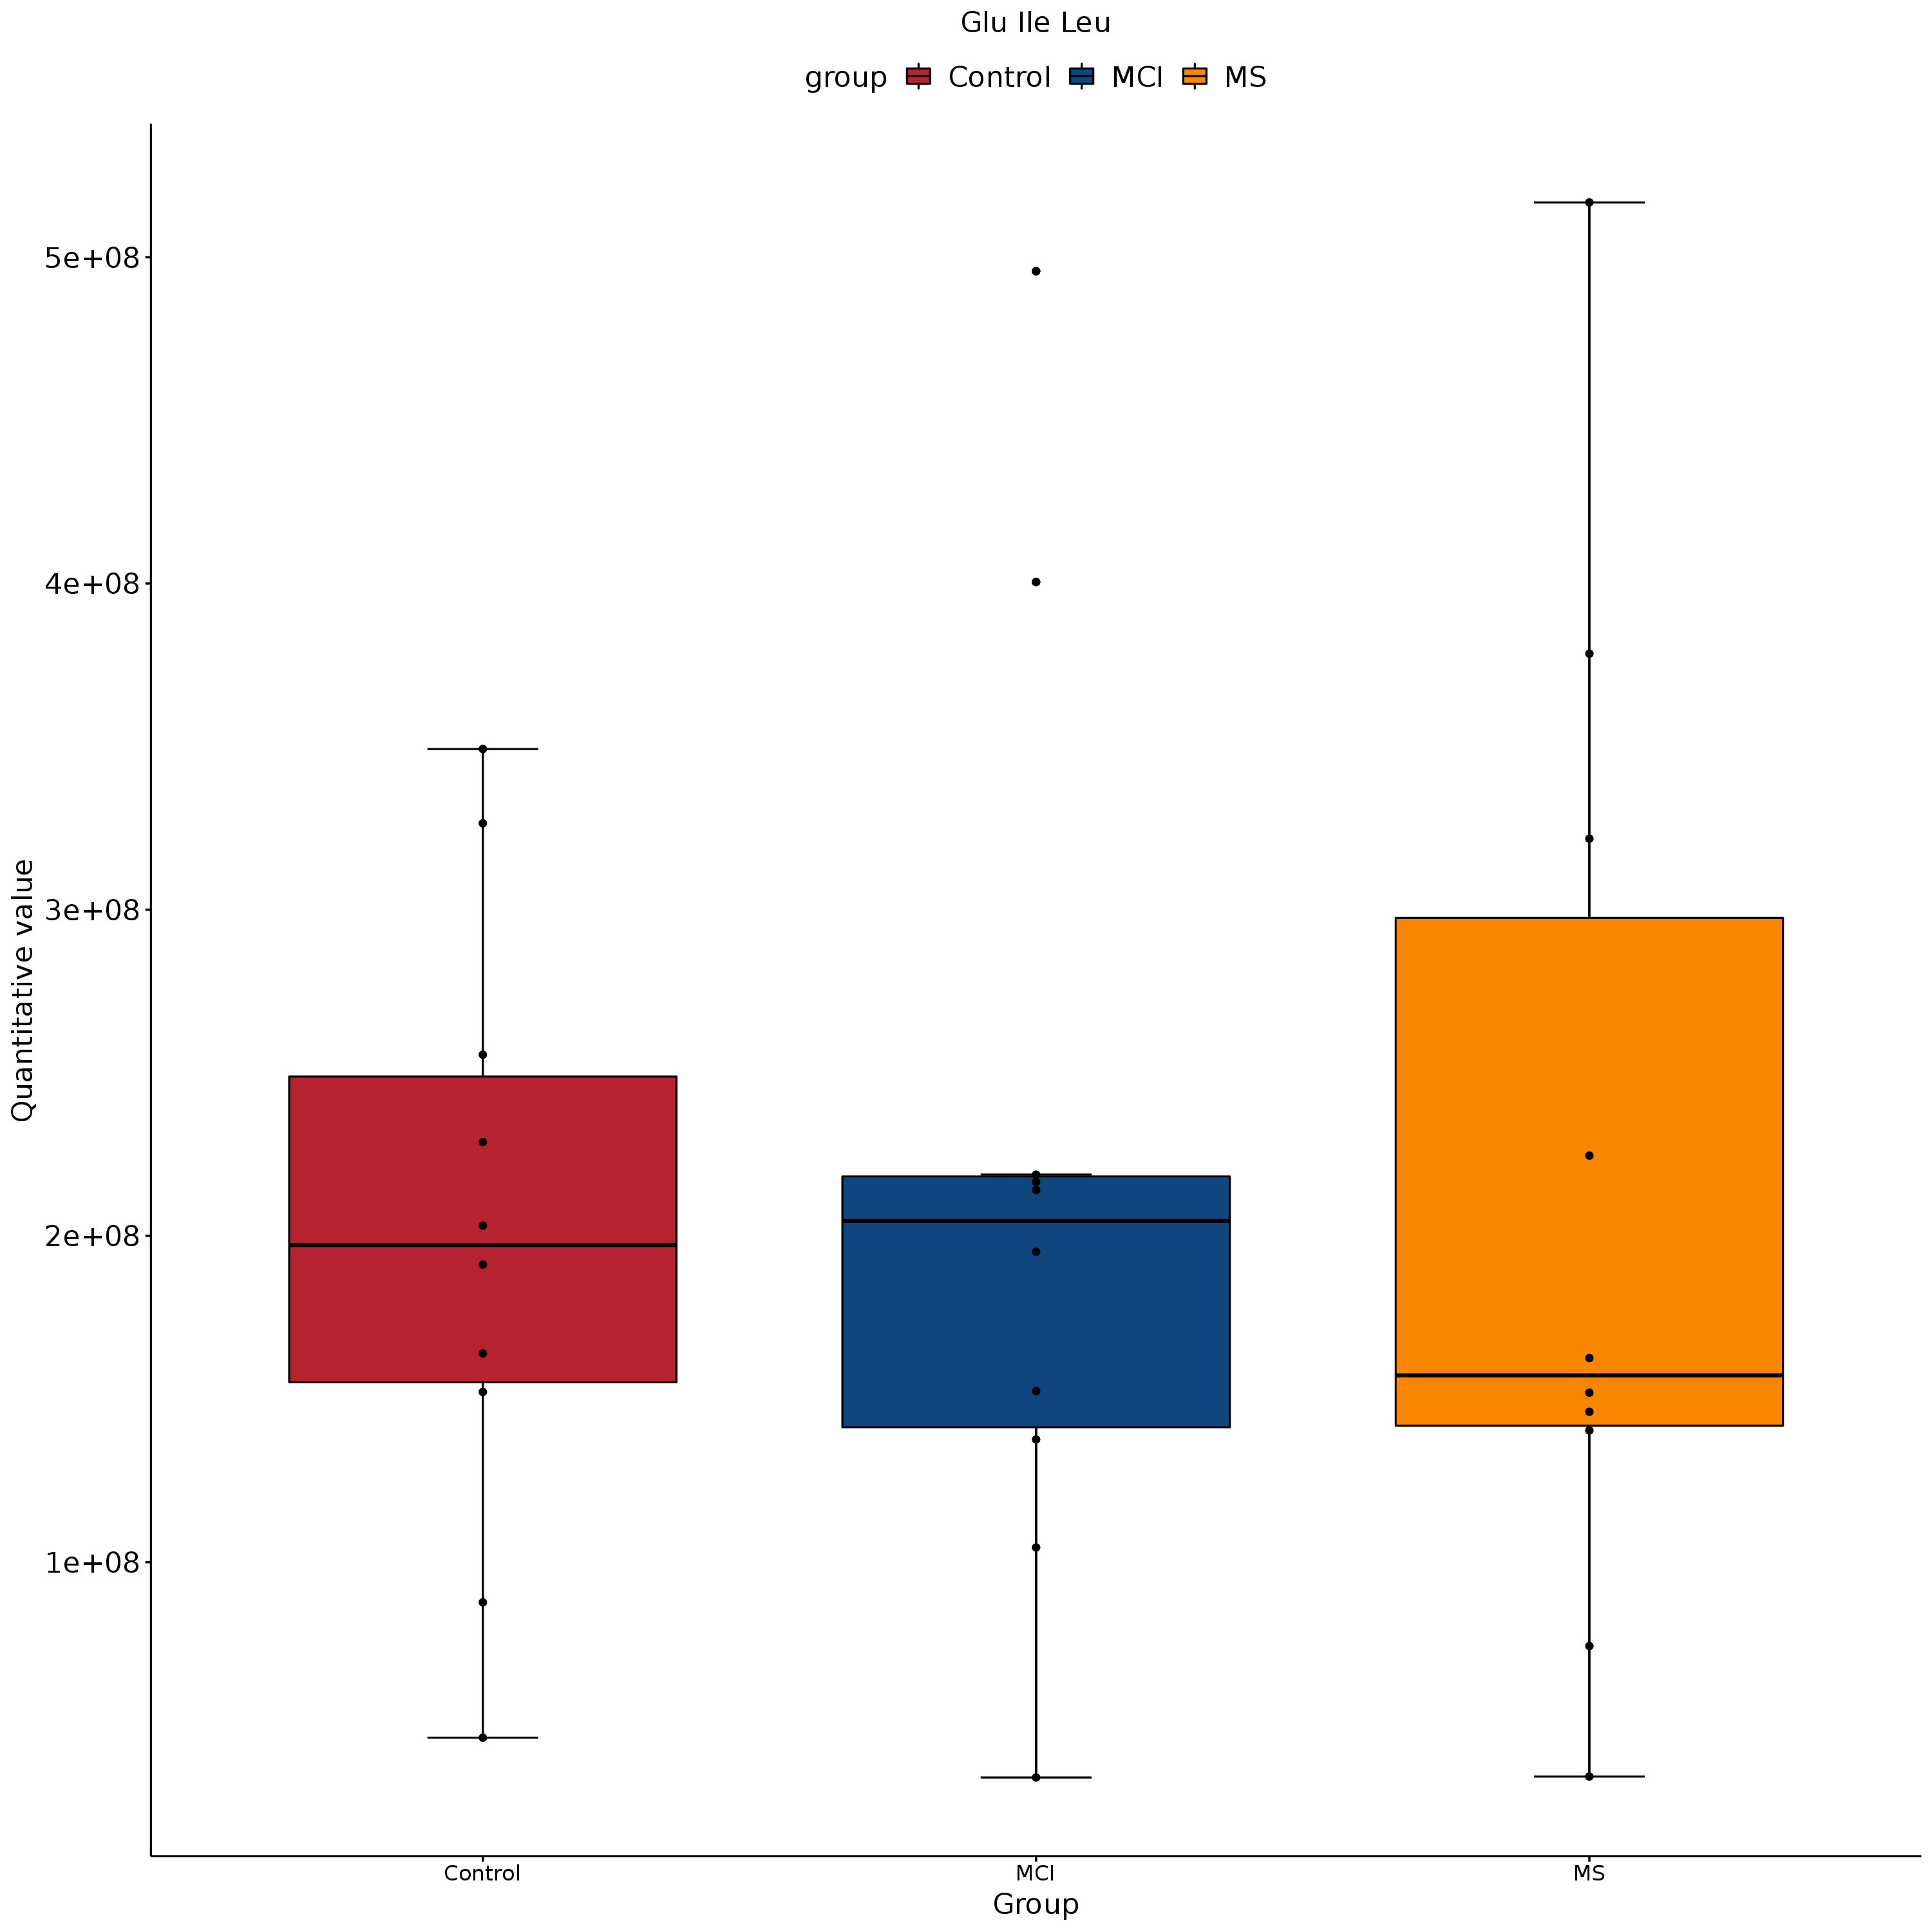 Glu Ile Leu
group Control MCI MS
Quantitative value
5e+08
4e+08
3e+08
2e+08
1e+08
Control MCI MS
Group